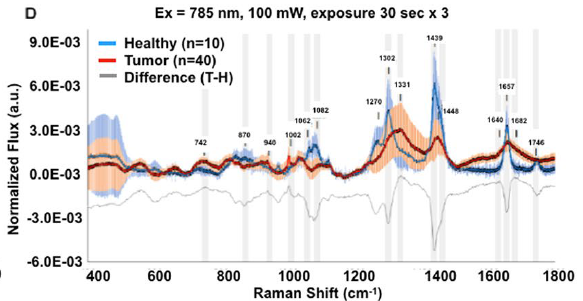 D
Ex = 785 nm, 100 mW, exposure 30 sec x 3
9.0E-03
6.0E-03
3.0E-03
0.0E-03
-3.0E-03
-6.0E-03
Normalized Flux (a.u.)
Healthy (n=10)
Tumor (n=40)
Difference (T-H)
742
870
940
1002
1062
1082
1270
1302
1331
1439
1448
1640
1657
1682
1746
400
600
800
1000
1200
1400
1600
1800
Raman Shift (cm⁻¹)